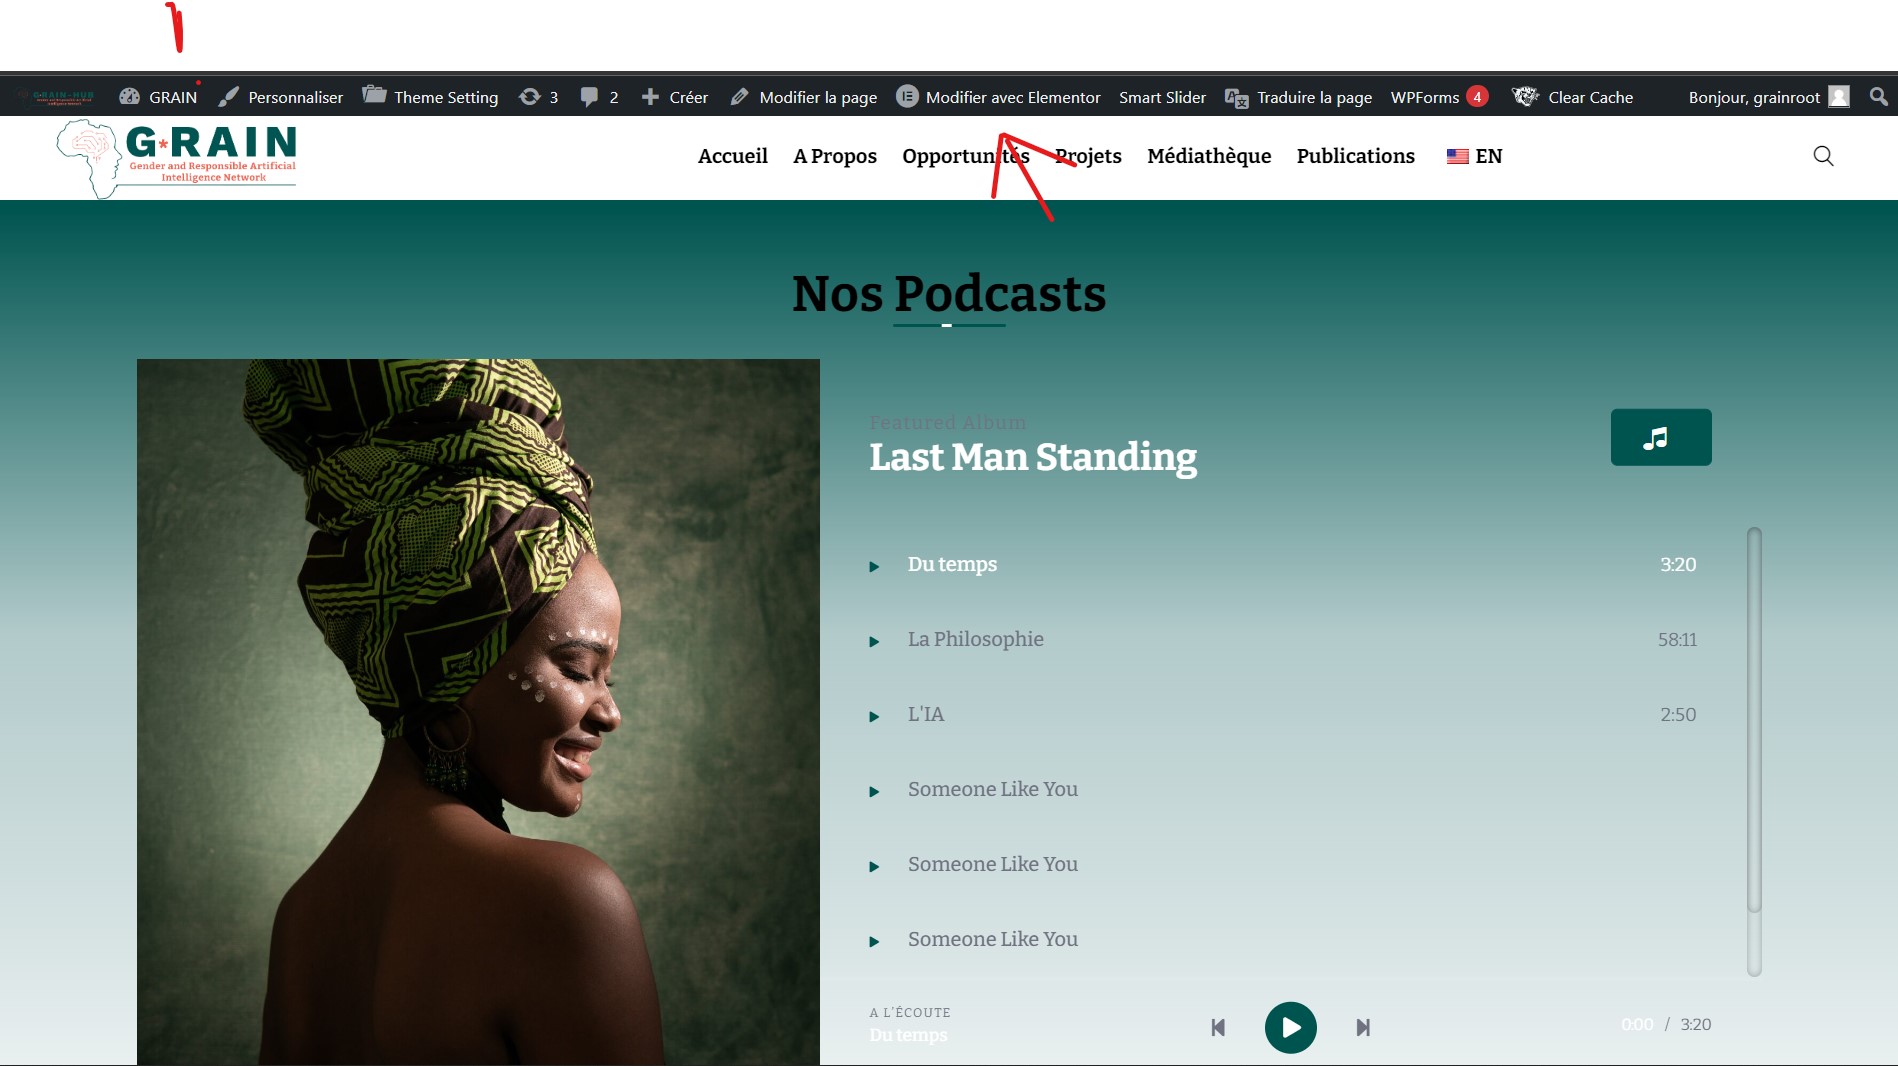 GRAIN-HUB
GRAIN Personnaliser Theme Setting 3 2 Créer Modifier la page Modifier avec Elementor Smart Slider Traduire la page WPForms 4 Clear Cache Bonjour, grainroot
G*RAIN
Gender and Responsible Artificial
Intelligence Network
Accueil A Propos Opportunités Projets Médiathèque Publications EN
Nos Podcasts
Featured Album
Last Man Standing
Du temps 3:20
La Philosophie 58:11
L'IA 2:50
Someone Like You
Someone Like You
Someone Like You
A L'ÉCOUTE
Du temps
0:00 / 3:20